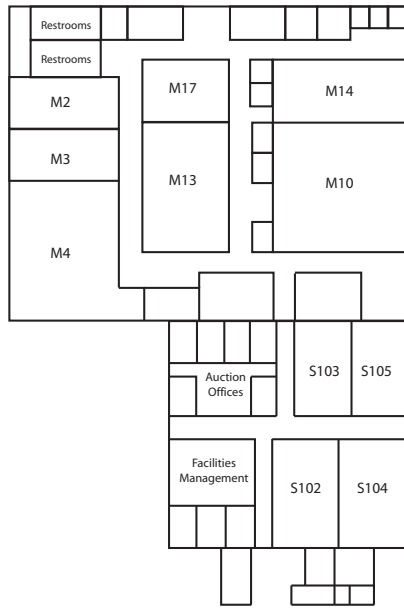 Restrooms
Restrooms
M2
M17
M14
M3
M13
M10
M4
S103
S105
Auction
Offices
Facilities
Management
S102
S104